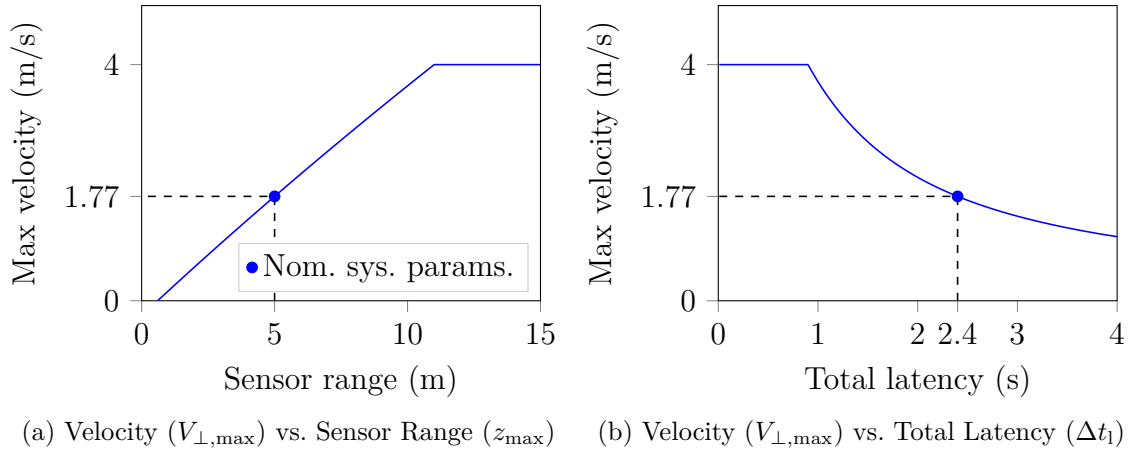 Max velocity (m/s)
4
1.77
0
0 5 10 15
Nom. sys. params.
Sensor range (m)
(a) Velocity (V⊥,max) vs. Sensor Range (zmax)
Max velocity (m/s)
4
1.77
0
0 1 2 2.4 3 4
Total latency (s)
(b) Velocity (V⊥,max) vs. Total Latency (Δtl)